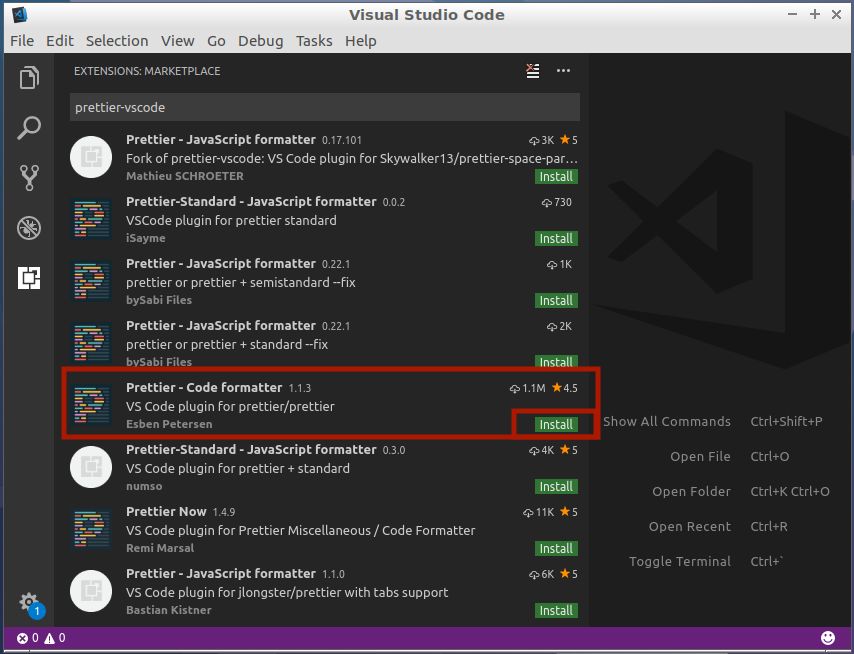 Visual Studio Code
File Edit Selection View Go Debug Tasks Help
EXTENSIONS: MARKETPLACE
prettier-vscode
Prettier - JavaScript formatter 0.17.101 3K 5
Fork of prettier-vscode: VS Code plugin for Skywalker13/prettier-space-par…
Mathieu SCHROETER Install
Prettier-Standard - JavaScript formatter 0.0.2 730
VSCode plugin for prettier standard
iSayme Install
Prettier - JavaScript formatter 0.22.1 1K
prettier or prettier + semistandard --fix
bySabi Files Install
Prettier - JavaScript formatter 0.22.1 2K
prettier or prettier + standard --fix
bySabi Files Install
Prettier - Code formatter 1.1.3 1.1M 4.5
VS Code plugin for prettier/prettier
Esben Petersen Install
Prettier-Standard - JavaScript formatter 0.3.0 4K 5
VS Code plugin for prettier + standard
numso Install
Prettier Now 1.4.9 11K 5
VS Code plugin for Prettier Miscellaneous / Code Formatter
Remi Marsal Install
Prettier - JavaScript formatter 1.1.0 6K 5
VS Code plugin for jlongster/prettier with tabs support
Bastian Kistner Install
Show All Commands Ctrl+Shift+P
Open File Ctrl+O
Open Folder Ctrl+K Ctrl+O
Open Recent Ctrl+R
Toggle Terminal Ctrl+`
1
0 0